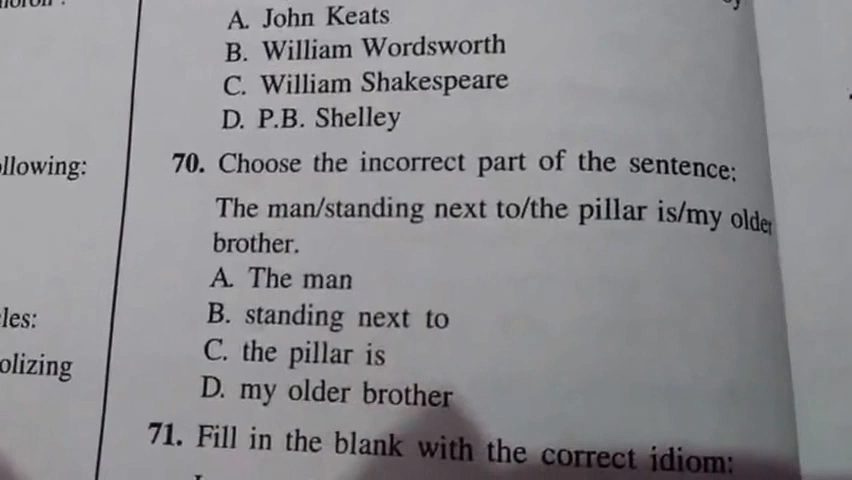 A. John Keats
B. William Wordsworth
C. William Shakespeare
D. P.B. Shelley
llowing:
70. Choose the incorrect part of the sentence:
The man/standing next to/the pillar is/my older
brother.
A. The man
B. standing next to
les:
C. the pillar is
olizing
D. my older brother
71. Fill in the blank with the correct idiom: